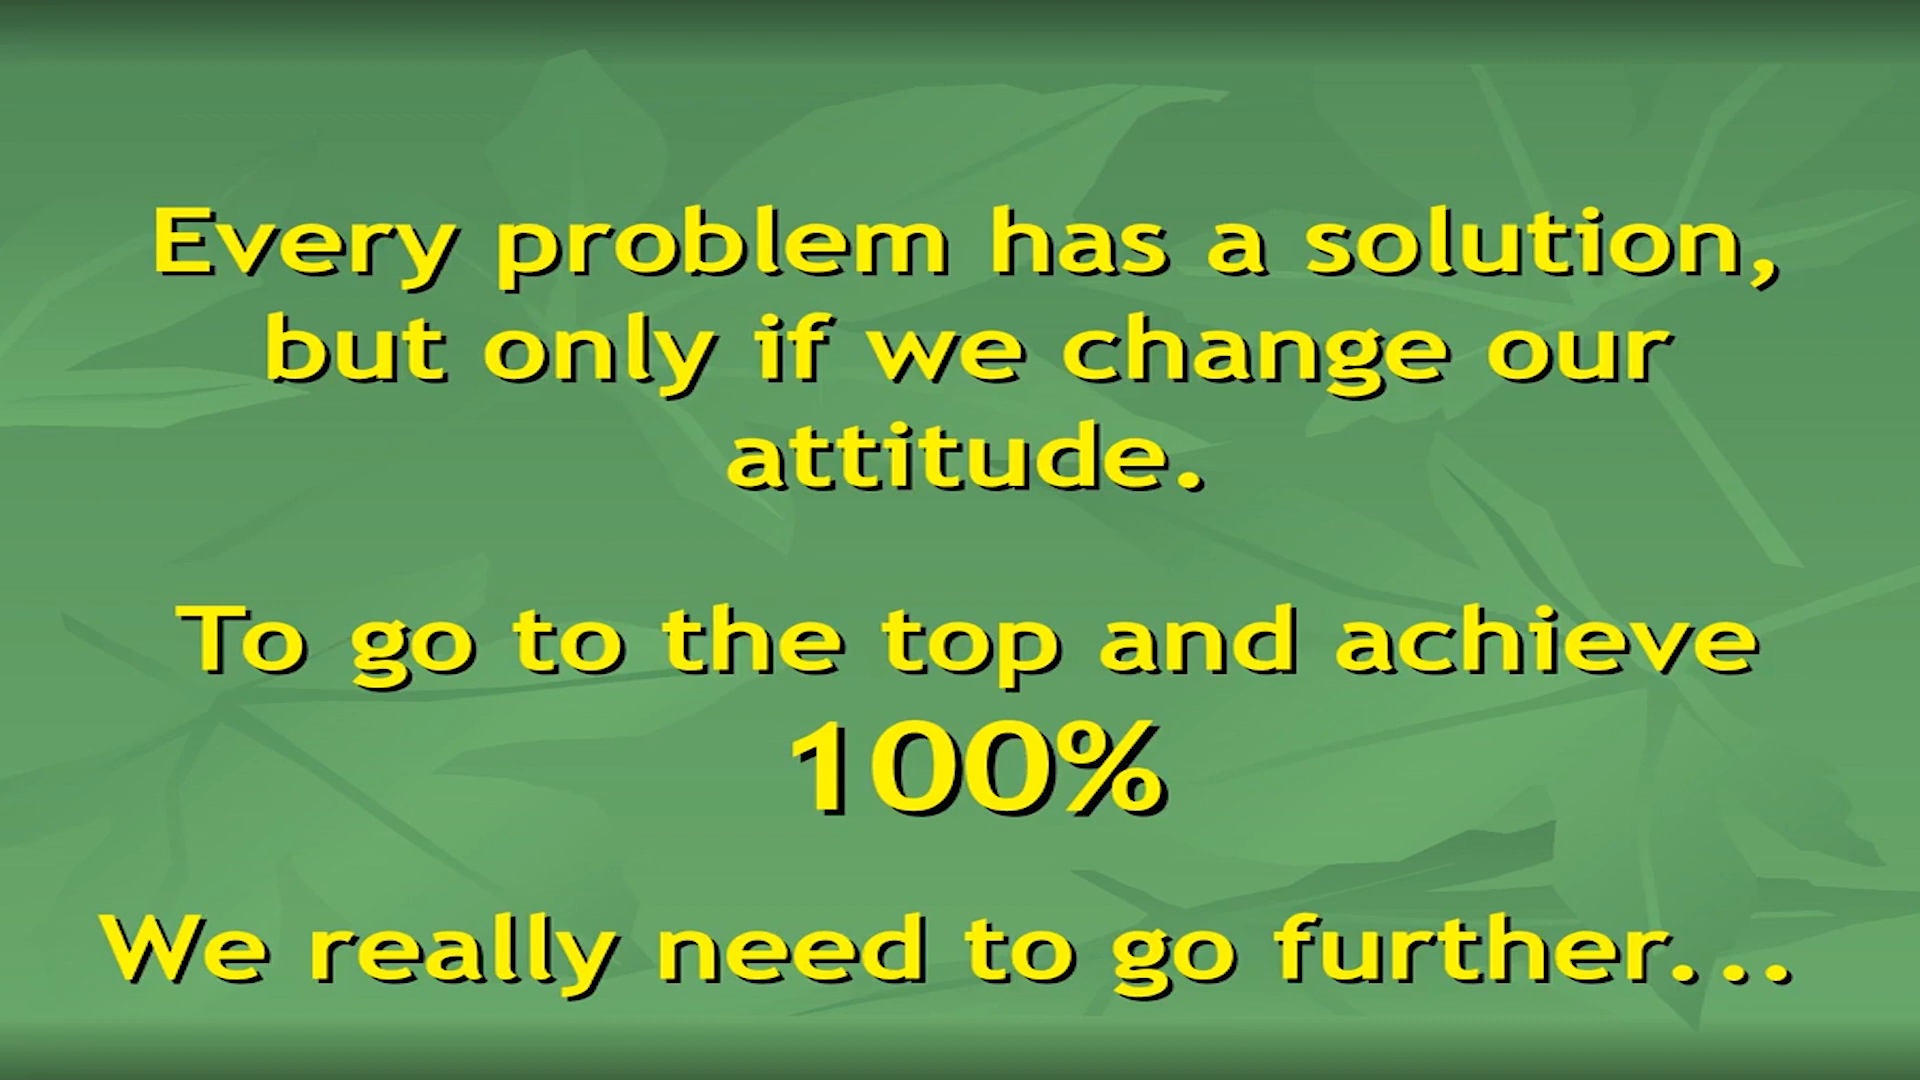 Every problem has a solution,
but only if we change our
attitude.
To go to the top and achieve
100%
We really need to go further...